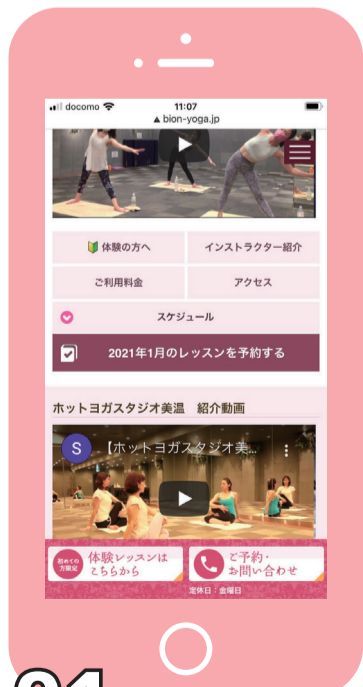 docomo
11:07
▲ bion-yoga.jp
体験の方へ
インストラクター紹介
ご利用料金
アクセス
スケジュール
2021年1月のレッスンを予約する
ホットヨガスタジオ美温　紹介動画
S 【ホットヨガスタジオ美...
初めての
方限定
体験レッスンは
こちらから
ご予約・
お問い合わせ
定休日：金曜日